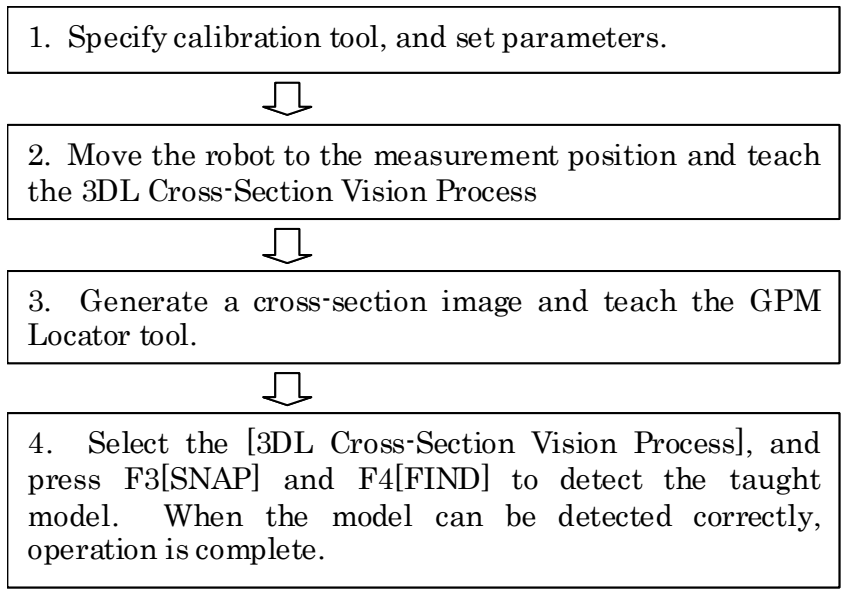 1. Specify calibration tool, and set parameters.
2. Move the robot to the measurement position and teach
the 3DL Cross-Section Vision Process
3. Generate a cross-section image and teach the GPM
Locator tool.
4. Select the [3DL Cross-Section Vision Process], and
press F3[SNAP] and F4[FIND] to detect the taught
model. When the model can be detected correctly,
operation is complete.